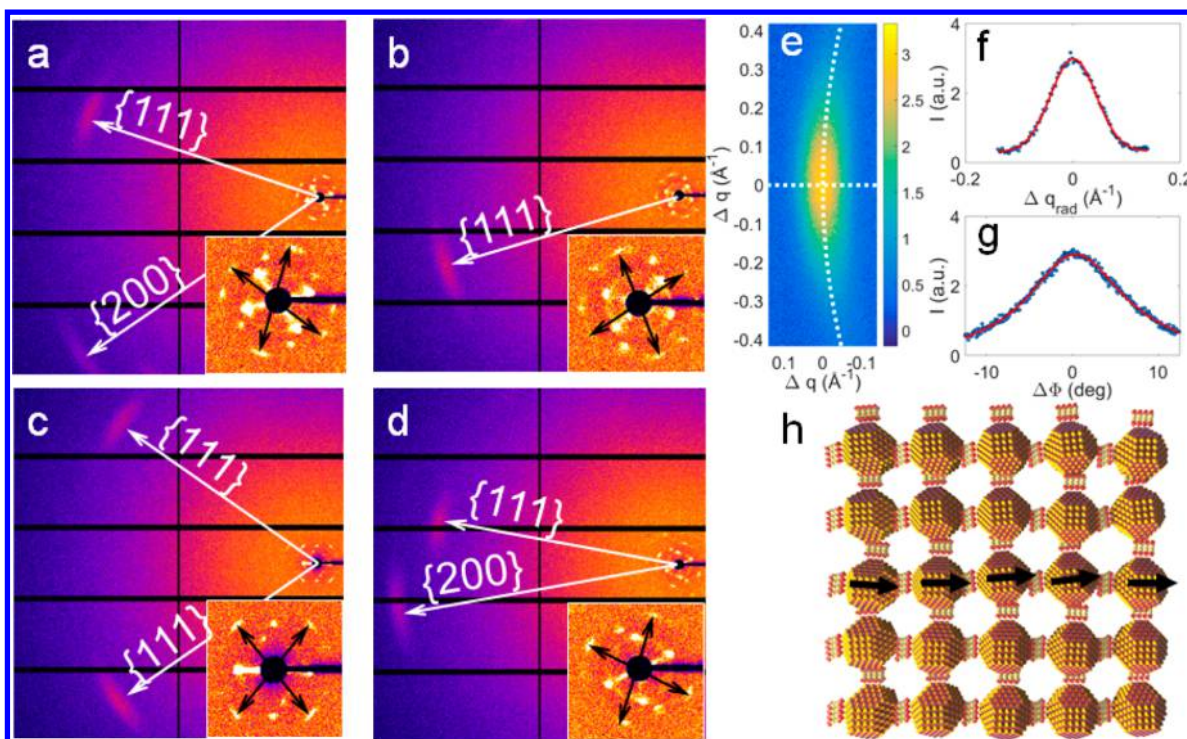 a
{111}
{200}
b
{111}
c
{111}
{111}
d
{111}
{200}
e
0.4
0.3
0.2
0.1
0
-0.1
-0.2
-0.3
-0.4
Δ q (Å⁻¹)
0.1 0 -0.1
Δ q (Å⁻¹)
3
2.5
2
1.5
1
0.5
0
f
4
2
0
I (a.u.)
-0.2 0 0.2
Δ q_rad (Å⁻¹)
g
4
2
0
I (a.u.)
-10 0 10
ΔΦ (deg)
h